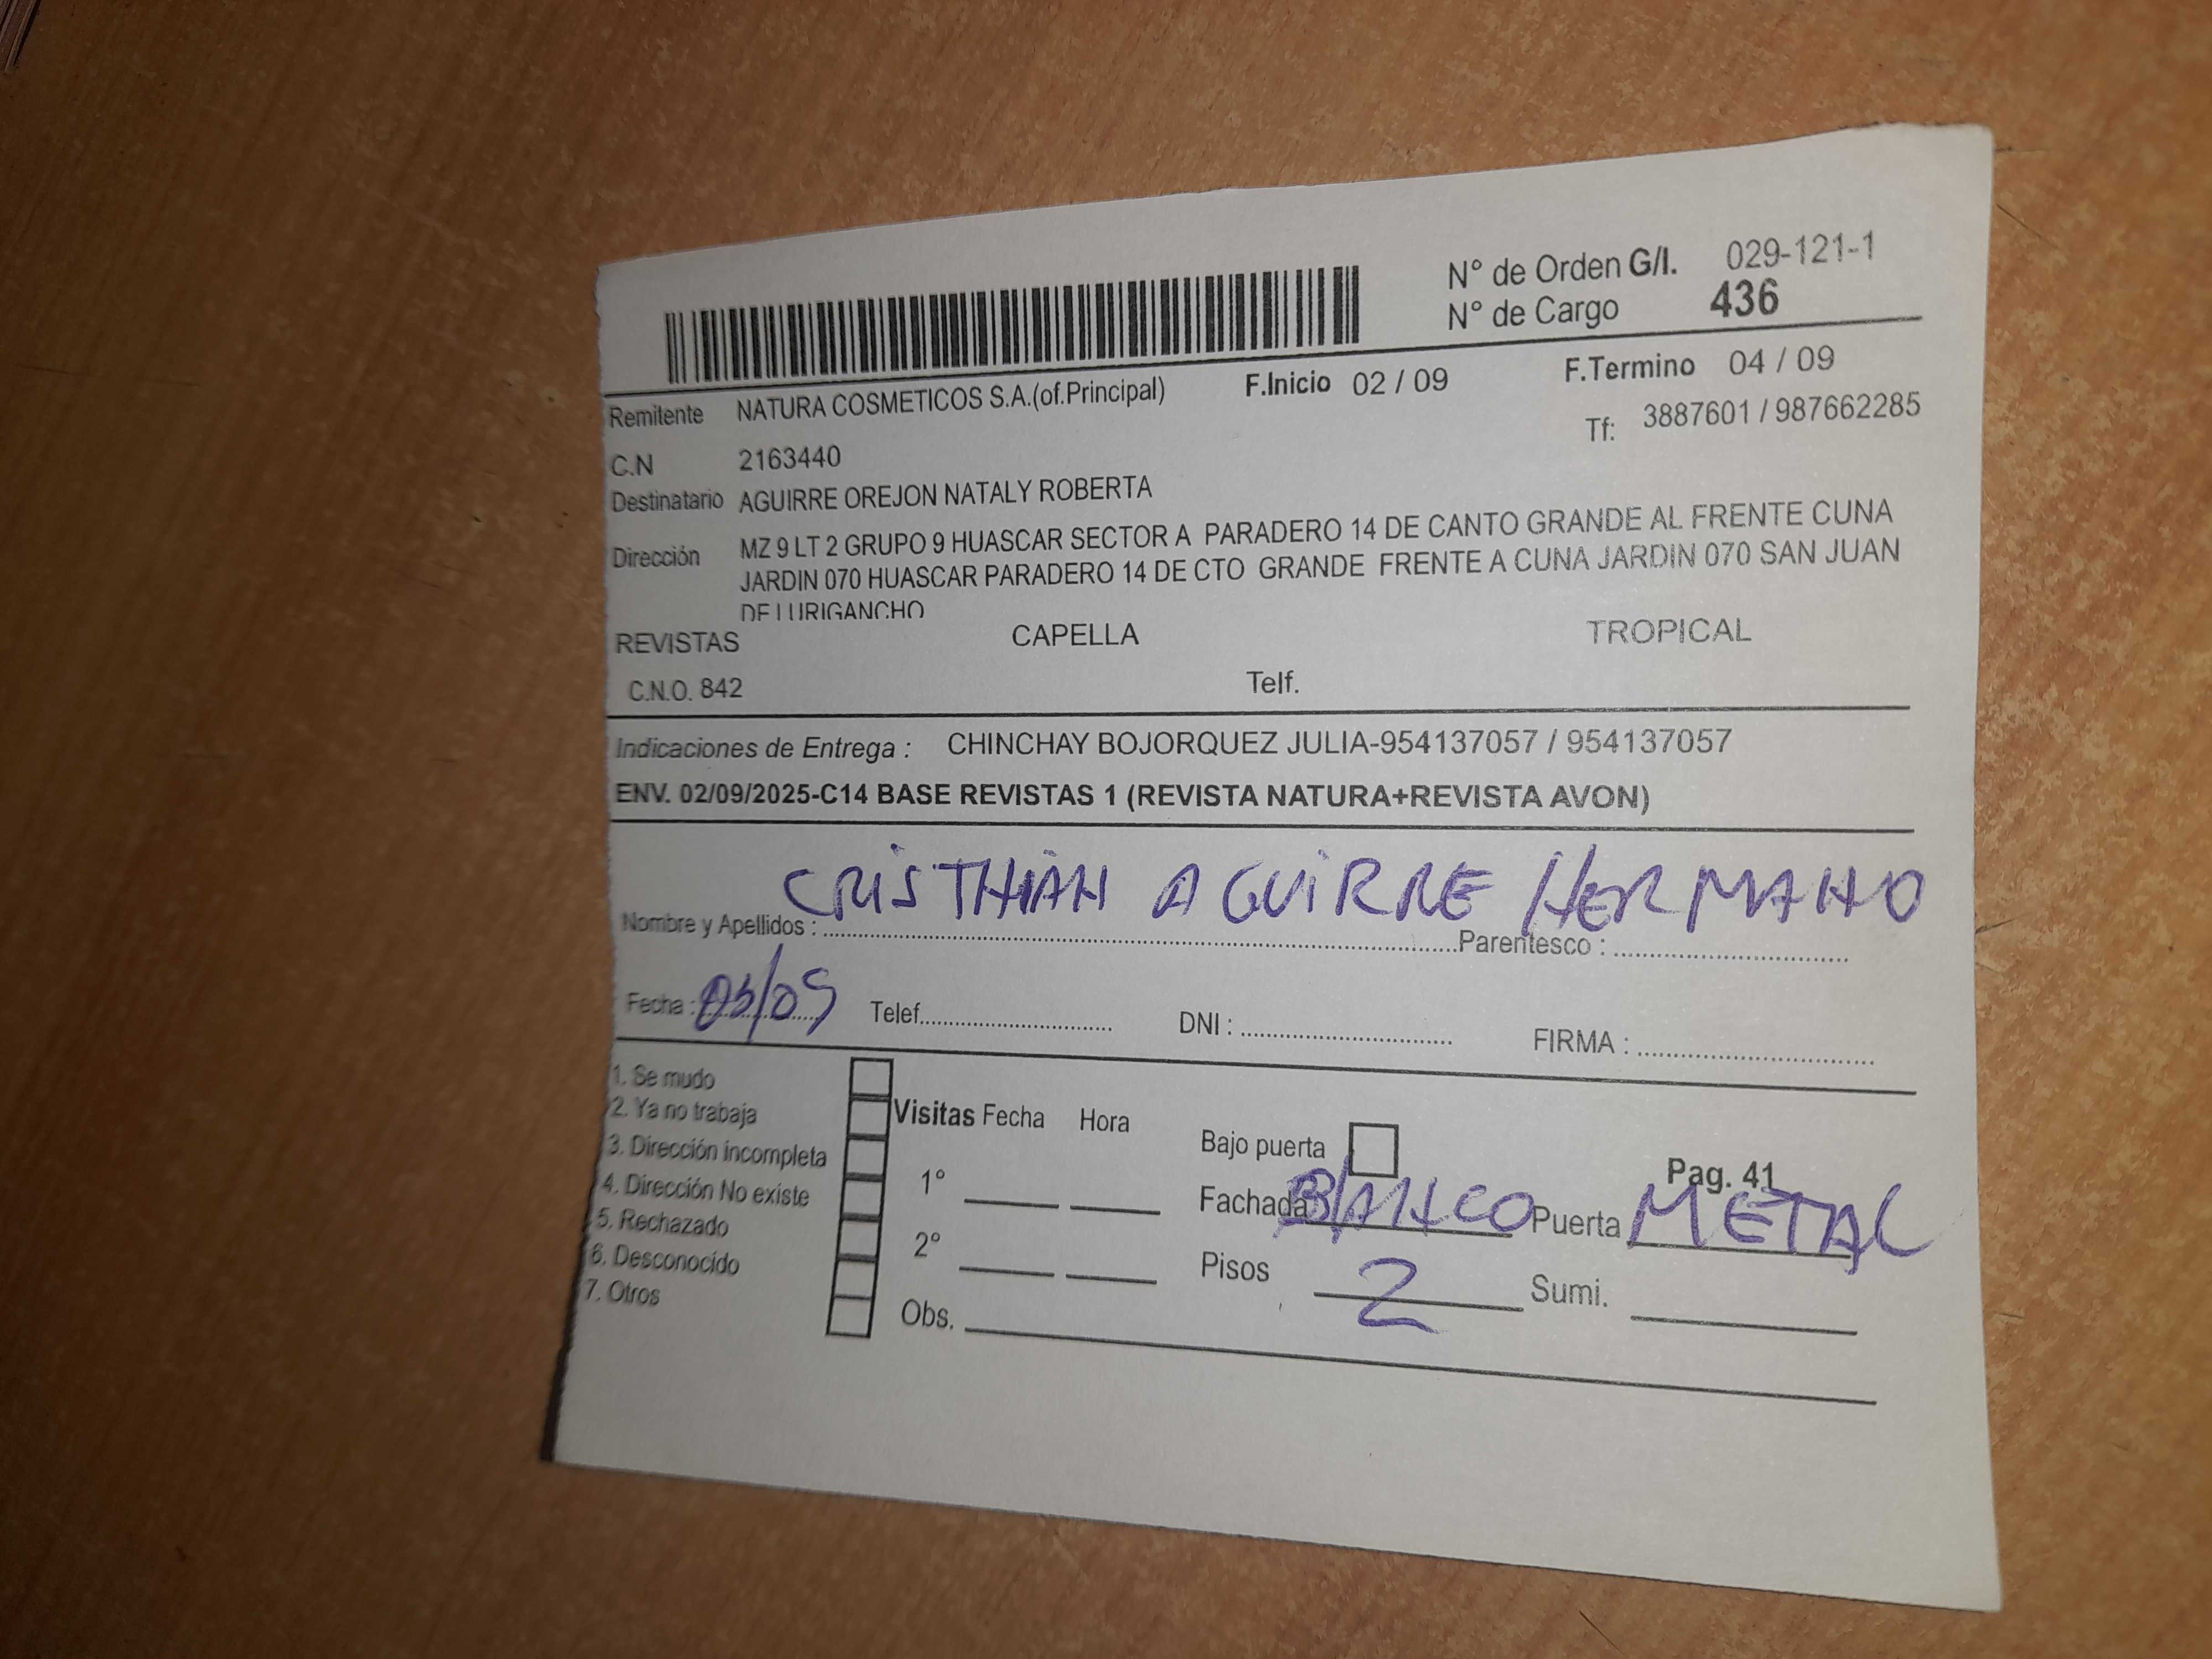 N° de Orden G/I. 029-121-1
N° de Cargo 436
Remitente NATURA COSMETICOS S.A.(of.Principal) F.Inicio 02 / 09 F.Termino 04 / 09
C.N 2163440 Tf: 3887601 / 987662285
Destinatario AGUIRRE OREJON NATALY ROBERTA
Dirección MZ 9 LT 2 GRUPO 9 HUASCAR SECTOR A PARADERO 14 DE CANTO GRANDE AL FRENTE CUNA
JARDIN 070 HUASCAR PARADERO 14 DE CTO GRANDE FRENTE A CUNA JARDIN 070 SAN JUAN
DE LURIGANCHO
REVISTAS CAPELLA TROPICAL
C.N.O. 842 Telf.
Indicaciones de Entrega : CHINCHAY BOJORQUEZ JULIA-954137057 / 954137057
ENV. 02/09/2025-C14 BASE REVISTAS 1 (REVISTA NATURA+REVISTA AVON)
Nombre y Apellidos : CRISTHIAN AGUIRRE Parentesco : HERMANO
Fecha : Telef. DNI : FIRMA :
1. Se mudo
2. Ya no trabaja
3. Dirección incompleta
4. Dirección No existe
5. Rechazado
6. Desconocido
7. Otros
Visitas Fecha Hora
1°
2°
Obs.
Bajo puerta Pag. 41
Fachada BLANCO Puerta METAL
Pisos 2 Sumi.